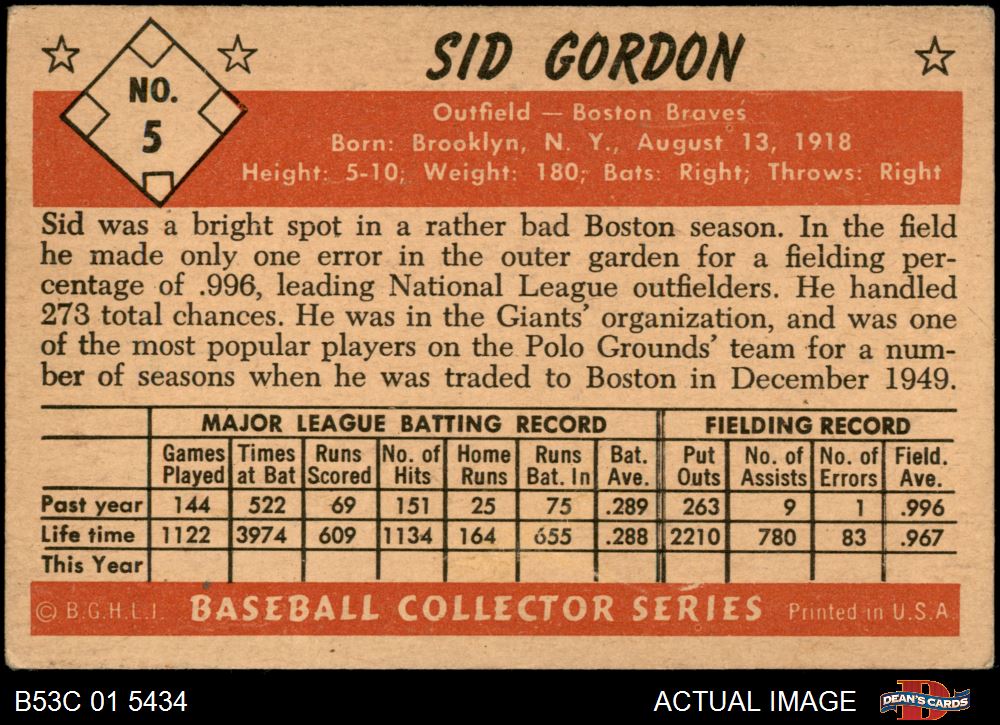 SID GORDON
NO.
5
Outfield — Boston Braves
Born: Brooklyn, N. Y., August 13, 1918
Height: 5-10; Weight: 180; Bats: Right; Throws: Right
Sid was a bright spot in a rather bad Boston season. In the field
he made only one error in the outer garden for a fielding per-
centage of .996, leading National League outfielders. He handled
273 total chances. He was in the Giants' organization, and was one
of the most popular players on the Polo Grounds' team for a num-
ber of seasons when he was traded to Boston in December 1949.
MAJOR LEAGUE BATTING RECORD FIELDING RECORD
Games Times Runs No. of Home Runs Bat. Put No. of No. of Field.
Played at Bat Scored Hits Runs Bat. In Ave. Outs Assists Errors Ave.
Past year 144 522 69 151 25 75 .289 263 9 1 .996
Life time 1122 3974 609 1134 164 655 .288 2210 780 83 .967
This Year
© B.G.H.L.I. BASEBALL COLLECTOR SERIES Printed in U.S.A.
B53C 01 5434 ACTUAL IMAGE DEAN'S CARDS